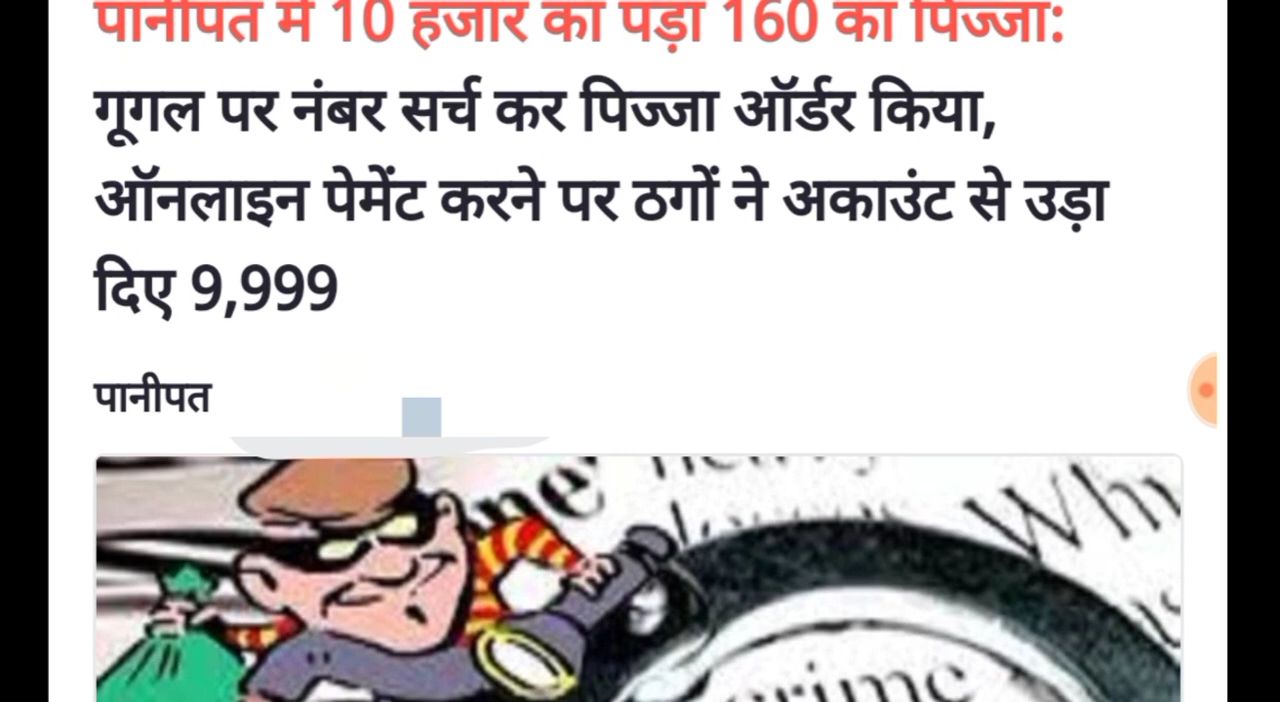 पानीपत में 10 हजार का पड़ा 160 का पिज्जा:
गूगल पर नंबर सर्च कर पिज्जा ऑर्डर किया,
ऑनलाइन पेमेंट करने पर ठगों ने अकाउंट से उड़ा
दिए 9,999
पानीपत
crime